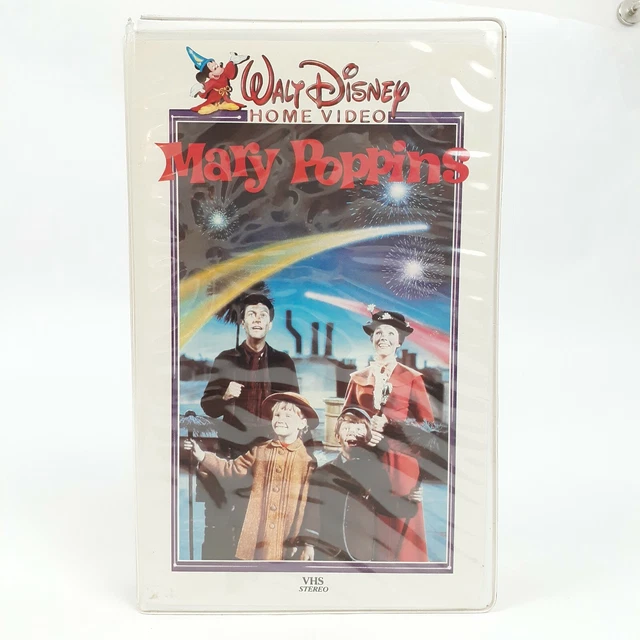 Walt Disney
HOME VIDEO
Mary Poppins
VHS
STEREO